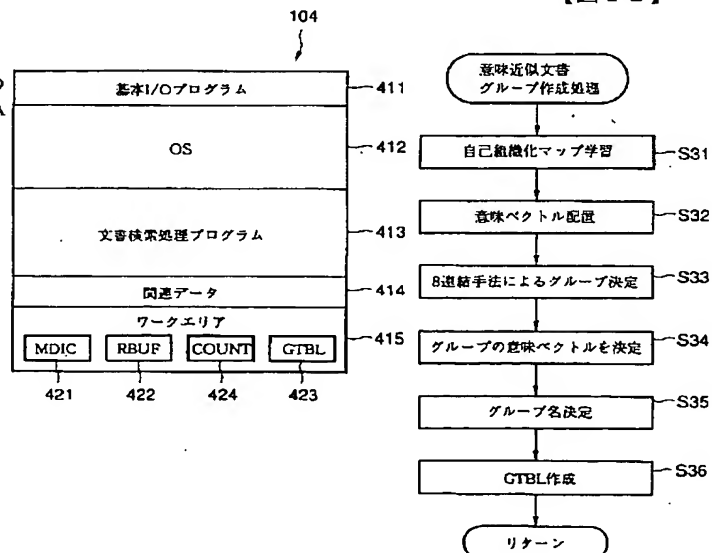 104
基本I/Oプログラム
411
OS
412
文書検索処理プログラム
413
関連データ
414
ワークエリア
415
MDIC
RBUF
COUNT
GTBL
421
422
424
423
意味近似文書
グループ作成処理
自己組織化マップ学習
S31
意味ベクトル配置
S32
8連結手法によるグループ決定
S33
グループの意味ベクトルを決定
S34
グループ名決定
S35
GTBL作成
S36
リターン